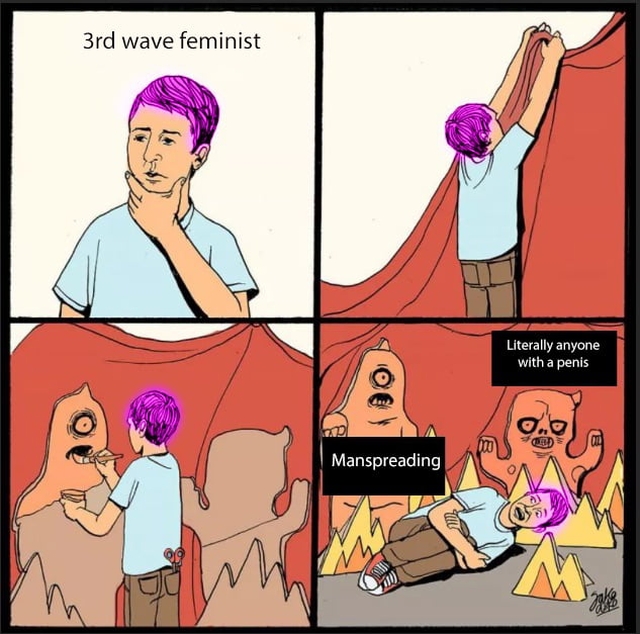 3rd wave feminist
Literally anyone
with a penis
Manspreading